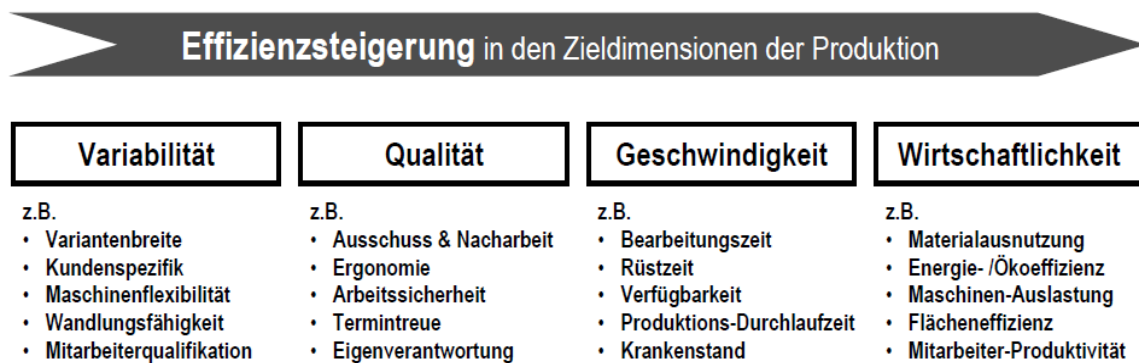 Effizienzsteigerung in den Zieldimensionen der Produktion
Variabilität
z.B.
• Variantenbreite
• Kundenspezifik
• Maschinenflexibilität
• Wandlungsfähigkeit
• Mitarbeiterqualifikation
Qualität
z.B.
• Ausschuss & Nacharbeit
• Ergonomie
• Arbeitssicherheit
• Termintreue
• Eigenverantwortung
Geschwindigkeit
z.B.
• Bearbeitungszeit
• Rüstzeit
• Verfügbarkeit
• Produktions-Durchlaufzeit
• Krankenstand
Wirtschaftlichkeit
z.B.
• Materialausnutzung
• Energie- /Ökoeffizienz
• Maschinen-Auslastung
• Flächeneffizienz
• Mitarbeiter-Produktivität